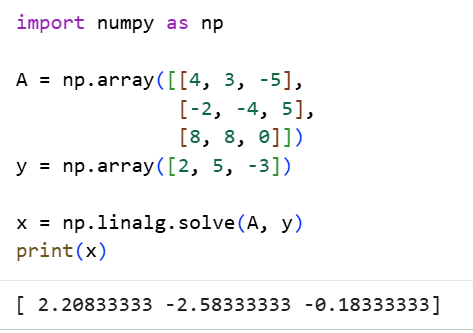 import numpy as np
A = np.array([[4, 3, -5],
[-2, -4, 5],
[8, 8, 0]])
y = np.array([2, 5, -3])
x = np.linalg.solve(A, y)
print(x)
[ 2.20833333 -2.58333333 -0.18333333]